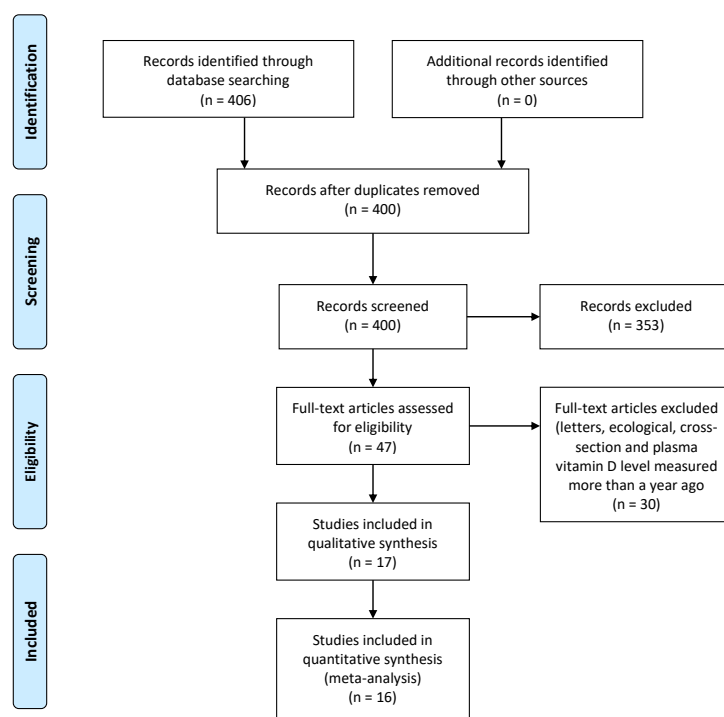 Identification
Records identified through
database searching
(n = 406)
Additional records identified
through other sources
(n = 0)
Records after duplicates removed
(n = 400)
Screening
Records screened
(n = 400)
Records excluded
(n = 353)
Eligibility
Full-text articles assessed
for eligibility
(n = 47)
Full-text articles excluded
(letters, ecological, cross-
section and plasma
vitamin D level measured
more than a year ago
(n = 30)
Studies included in
qualitative synthesis
(n = 17)
Included
Studies included in
quantitative synthesis
(meta-analysis)
(n = 16)